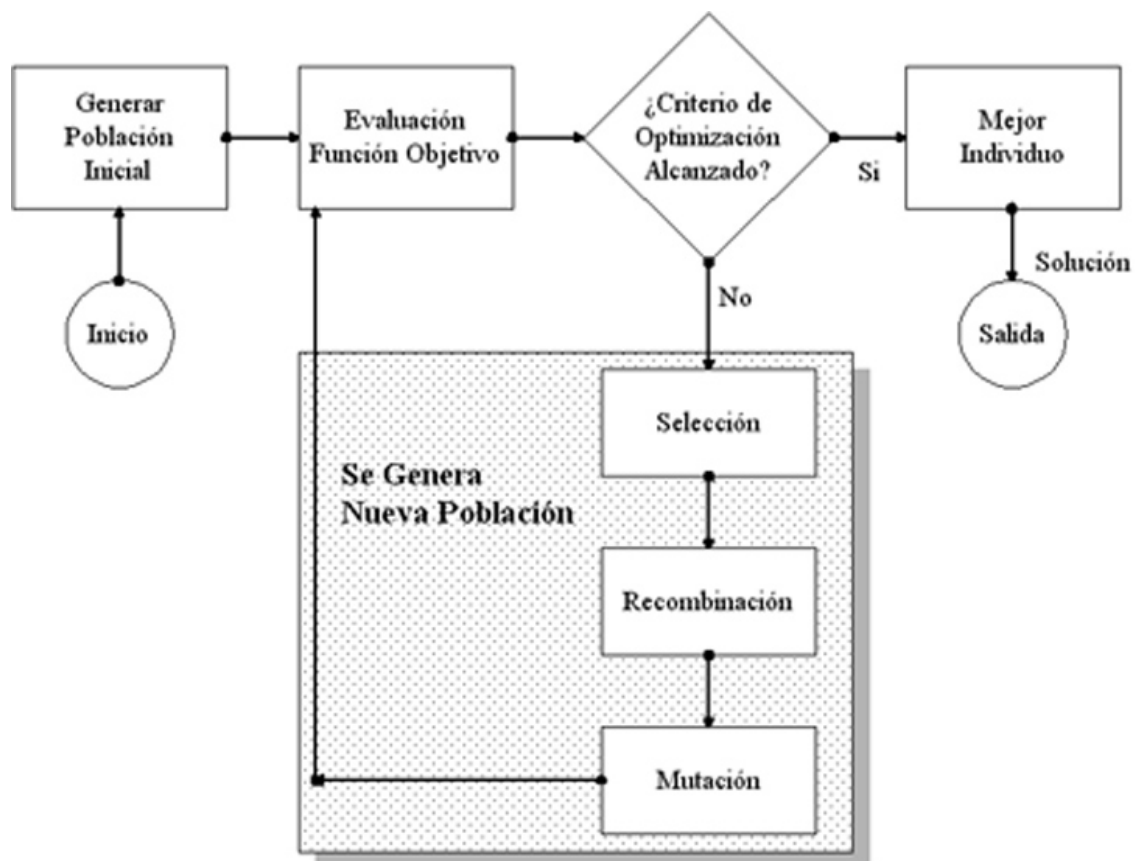 Generar
Población
Inicial
Evaluación
Función Objetivo
¿Criterio de
Optimización
Alcanzado?
Si
Mejor
Individuo
Inicio
No
Solución
Salida
Selección
Se Genera
Nueva Población
Recombinación
Mutación